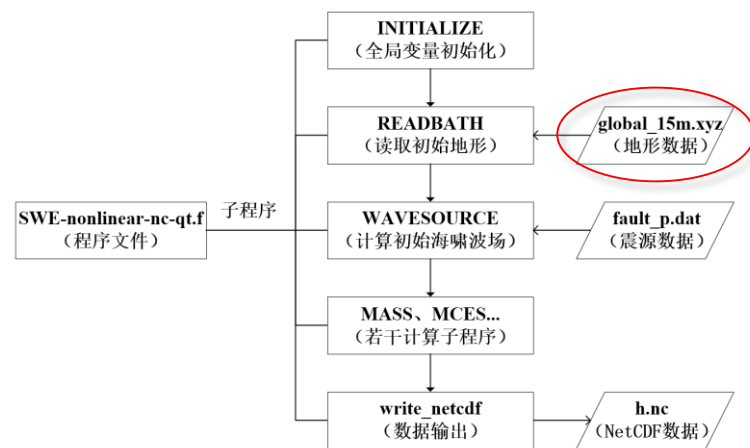 INITIALIZE
（全局变量初始化）
READBATH
（读取初始地形）
global_15m.xyz
（地形数据）
SWE-nonlinear-nc-qt.f
（程序文件）
子程序
WAVESOURCE
（计算初始海啸波场）
fault_p.dat
（震源数据）
MASS、MCES...
（若干计算子程序）
write_netcdf
（数据输出）
h.nc
（NetCDF数据）